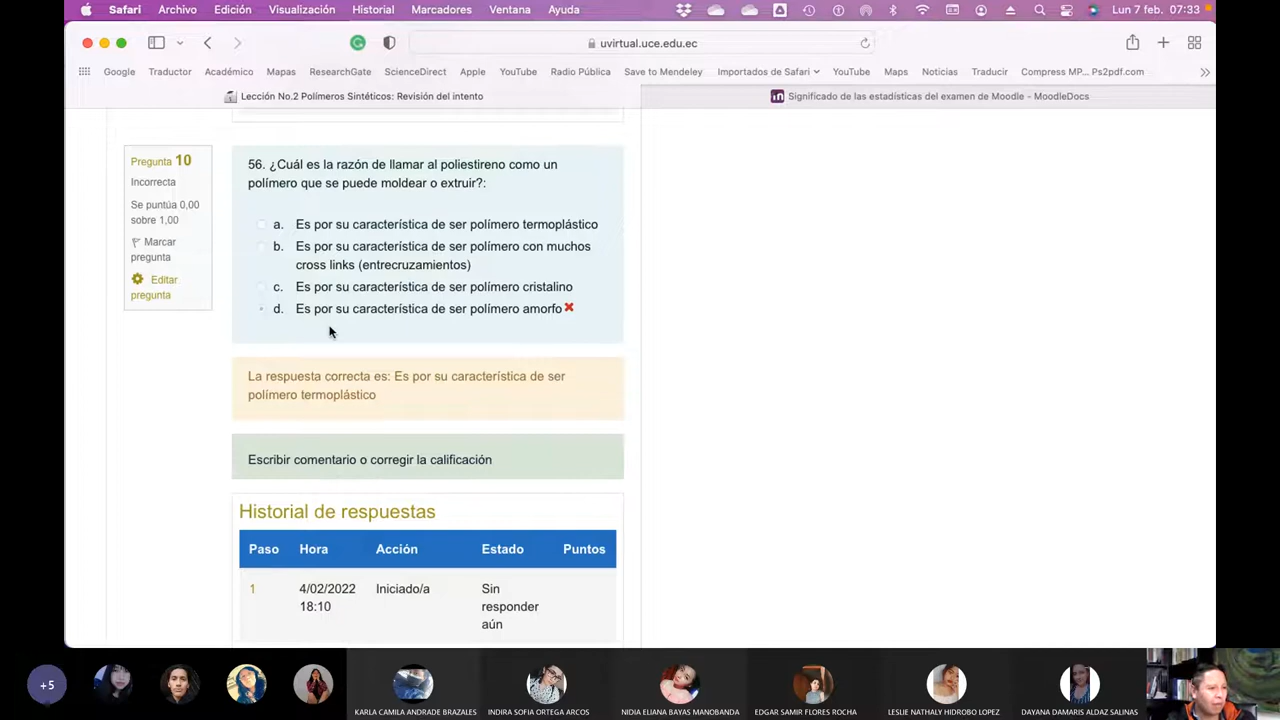 Safari Archivo Edición Visualización Historial Marcadores Ventana Ayuda Lun 7 feb. 07:33
uvirtual.uce.edu.ec
Google Traductor Académico Mapas ResearchGate ScienceDirect Apple YouTube Radio Pública Save to Mendeley Importados de Safari YouTube Maps Noticias Traducir Compress MP... Ps2pdf.com
Lección No.2 Polímeros Sintéticos: Revisión del intento
Significado de las estadísticas del examen de Moodle - MoodleDocs
Pregunta 10
Incorrecta
Se puntúa 0,00
sobre 1,00
Marcar
pregunta
Editar
pregunta
56. ¿Cuál es la razón de llamar al poliestireno como un
polímero que se puede moldear o extruir?:
a. Es por su característica de ser polímero termoplástico
b. Es por su característica de ser polímero con muchos
cross links (entrecruzamientos)
c. Es por su característica de ser polímero cristalino
d. Es por su característica de ser polímero amorfo
La respuesta correcta es: Es por su característica de ser
polímero termoplástico
Escribir comentario o corregir la calificación
Historial de respuestas
Paso Hora Acción Estado Puntos
1 4/02/2022 Iniciado/a Sin
18:10 responder
aún
+5
KARLA CAMILA ANDRADE BRAZALES
INDIRA SOFIA ORTEGA ARCOS
NIDIA ELIANA BAYAS MANOBANDA
EDGAR SAMIR FLORES ROCHA
LESLIE NATHALY HIDROBO LOPEZ
DAYANA DAMARIS ALDAZ SALINAS